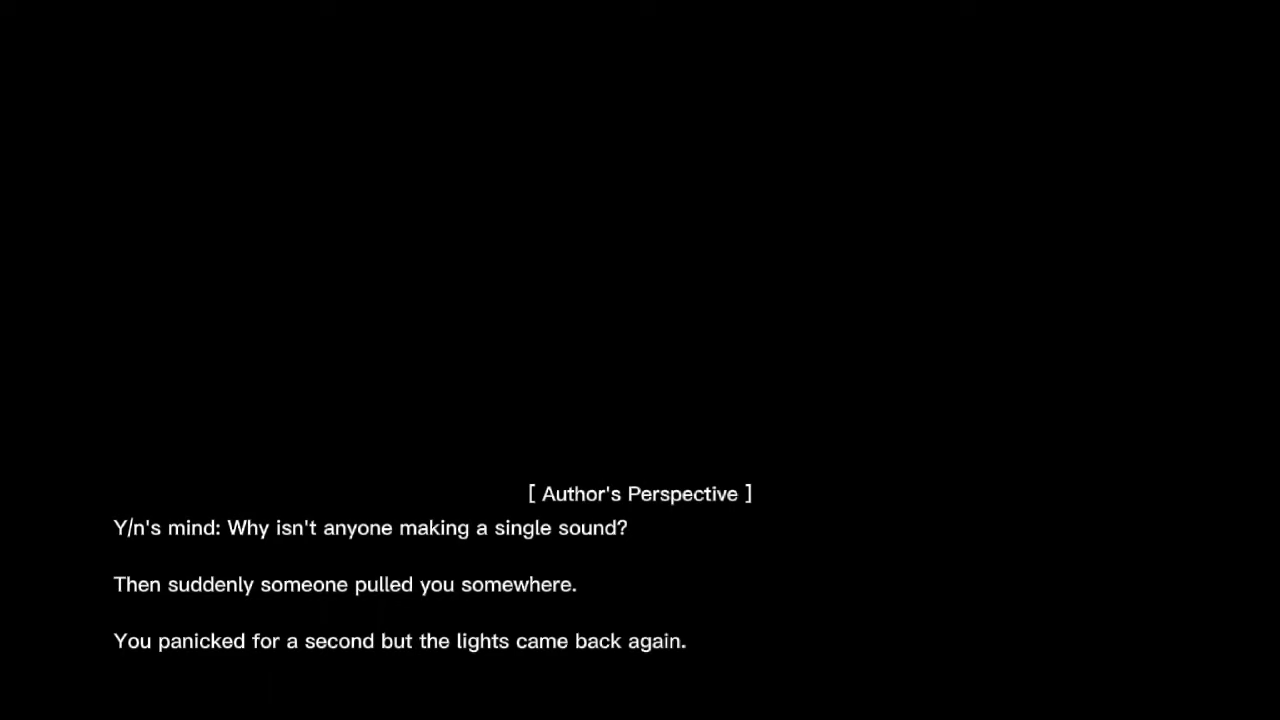 [ Author's Perspective ]
Y/n's mind: Why isn't anyone making a single sound?
Then suddenly someone pulled you somewhere.
You panicked for a second but the lights came back again.